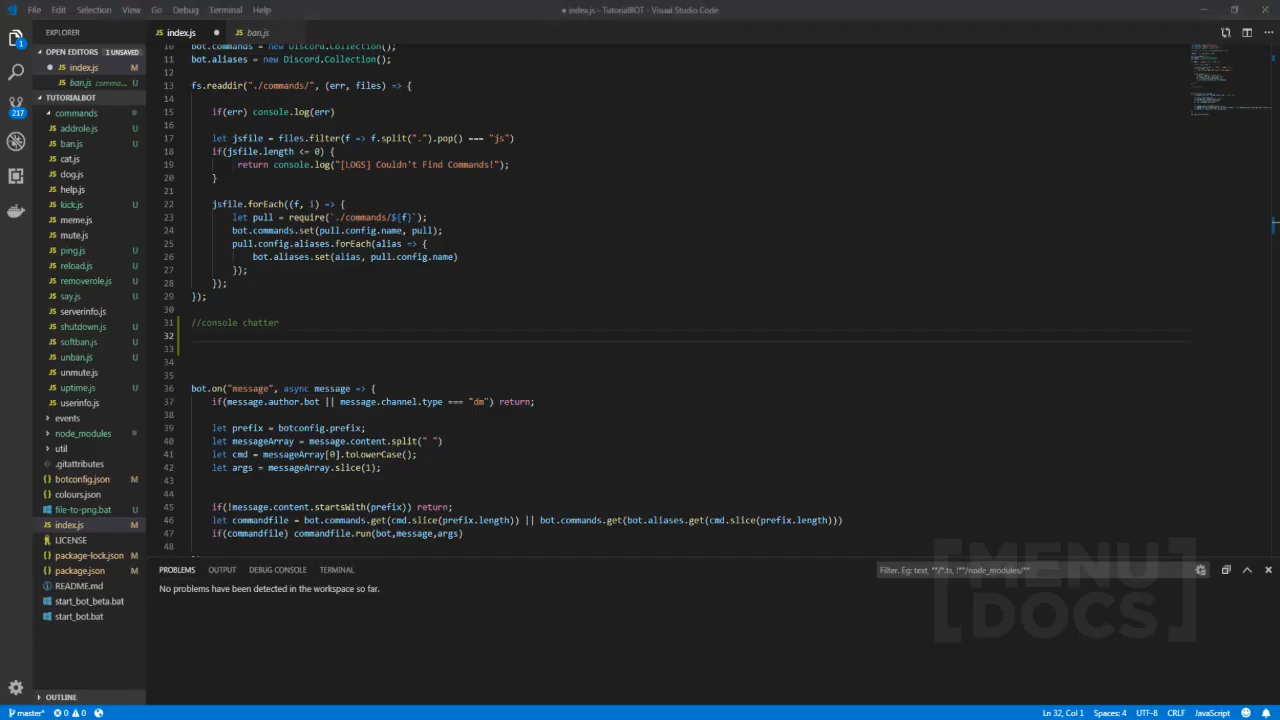 File Edit Selection View Go Debug Terminal Help
● index.js - TutorialBOT - Visual Studio Code
EXPLORER
OPEN EDITORS 1 UNSAVED
index.js M
ban.js comma... U
TUTORIALBOT
commands
addrole.js U
ban.js U
cat.js
dog.js
help.js
kick.js U
meme.js
mute.js
ping.js U
reload.js U
removerole.js U
say.js U
serverinfo.js
shutdown.js U
softban.js U
unban.js U
unmute.js
uptime.js U
userinfo.js
events
node_modules
util
.gitattributes
botconfig.json M
colours.json
file-to-png.bat U
index.js M
LICENSE
package-lock.json M
package.json M
README.md
start_bot_beta.bat
start_bot.bat
OUTLINE
1
217
index.js ban.js
10 bot.commands = new Discord.Collection();
11 bot.aliases = new Discord.Collection();
12
13 fs.readdir("./commands/", (err, files) => {
14
15 if(err) console.log(err)
16
17 let jsfile = files.filter(f => f.split(".").pop() === "js")
18 if(jsfile.length <= 0) {
19 return console.log("[LOGS] Couldn't Find Commands!");
20 }
21
22 jsfile.forEach((f, i) => {
23 let pull = require(`./commands/${f}`);
24 bot.commands.set(pull.config.name, pull);
25 pull.config.aliases.forEach(alias => {
26 bot.aliases.set(alias, pull.config.name)
27 });
28 });
29 });
30
31 //console chatter
32
33
34
35
36 bot.on("message", async message => {
37 if(message.author.bot || message.channel.type === "dm") return;
38
39 let prefix = botconfig.prefix;
40 let messageArray = message.content.split(" ")
41 let cmd = messageArray[0].toLowerCase();
42 let args = messageArray.slice(1);
43
44
45 if(!message.content.startsWith(prefix)) return;
46 let commandfile = bot.commands.get(cmd.slice(prefix.length)) || bot.commands.get(bot.aliases.get(cmd.slice(prefix.length)))
47 if(commandfile) commandfile.run(bot,message,args)
48
PROBLEMS OUTPUT DEBUG CONSOLE TERMINAL
Filter. Eg: text, **/*.ts, !**/node_modules/**
No problems have been detected in the workspace so far.
[MENU
DOCS]
master* 0 0
Ln 32, Col 1 Spaces: 4 UTF-8 CRLF JavaScript